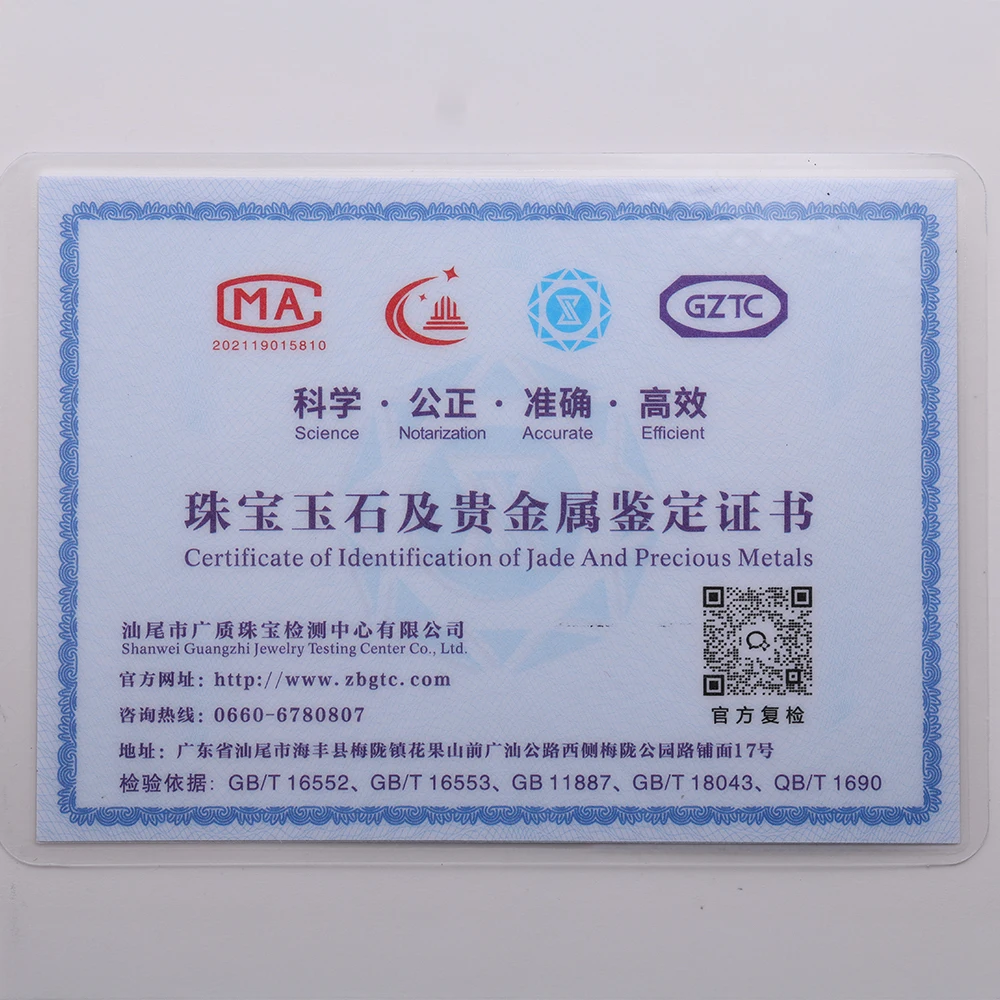 CMA
202119015810
GZTC
科学 · 公正 · 准确 · 高效
Science Notarization Accurate Efficient
珠宝玉石及贵金属鉴定证书
Certificate of Identification of Jade And Precious Metals
汕尾市广质珠宝检测中心有限公司
Shanwei Guangzhi Jewelry Testing Center Co., Ltd.
官方网址：http://www.zbgtc.com
咨询热线：0660-6780807
官方复检
地址：广东省汕尾市海丰县梅陇镇花果山前广汕公路西侧梅陇公园路铺面17号
检验依据：GB/T 16552、GB/T 16553、GB 11887、GB/T 18043、QB/T 1690